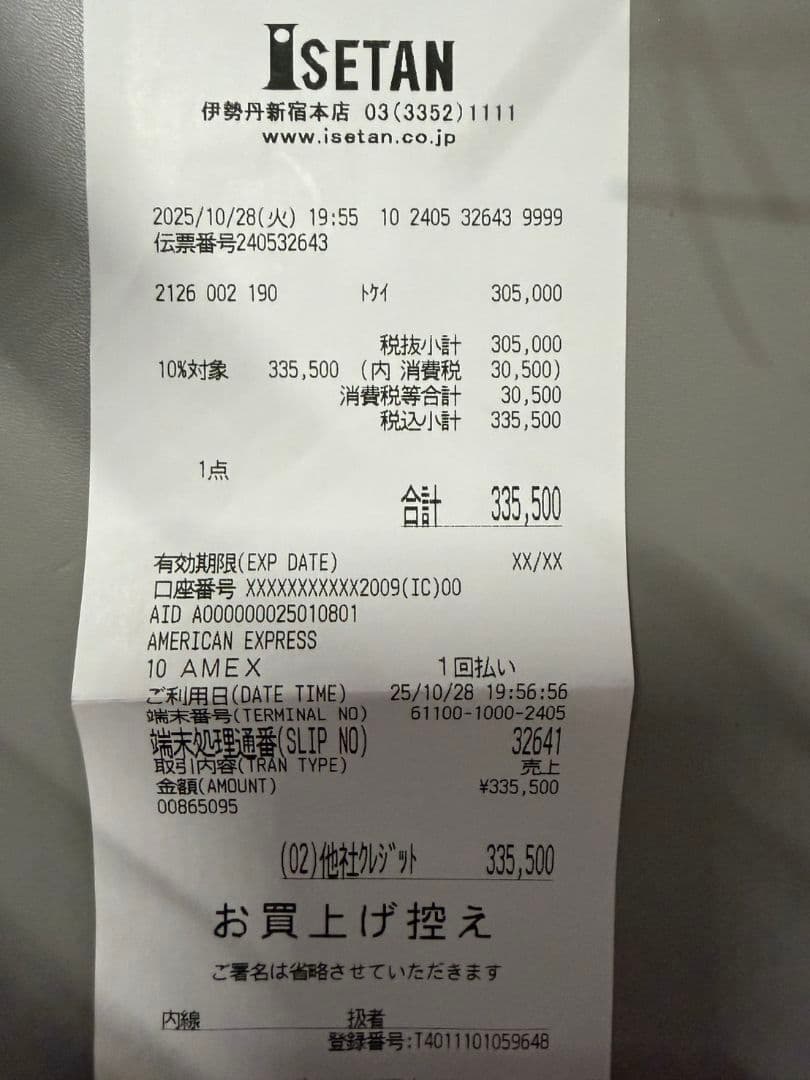 ISETAN
伊勢丹新宿本店 03(3352)1111
www.isetan.co.jp
2025/10/28(火) 19:55 10 2405 32643 9999
伝票番号240532643
2126 002 190 ﾄｹｲ 305,000
税抜小計 305,000
10%対象 335,500 (内 消費税 30,500)
消費税等合計 30,500
税込小計 335,500
1点
合計 335,500
有効期限(EXP DATE) XX/XX
口座番号 XXXXXXXXXXX2009(IC)00
AID A000000025010801
AMERICAN EXPRESS
10 AMEX 1回払い
ご利用日(DATE TIME) 25/10/28 19:56:56
端末番号(TERMINAL NO) 61100-1000-2405
端末処理通番(SLIP NO) 32641
取引内容(TRAN TYPE) 売上
金額(AMOUNT) ¥335,500
00865095
(02)他社ｸﾚｼﾞｯﾄ 335,500
お買上げ控え
ご署名は省略させていただきます
内線 扱者
登録番号:T4011101059648